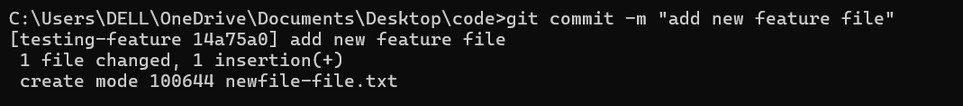 C:\Users\DELL\OneDrive\Documents\Desktop\code>git commit -m "add new feature file"
[testing-feature 14a75a0] add new feature file
 1 file changed, 1 insertion(+)
 create mode 100644 newfile-file.txt